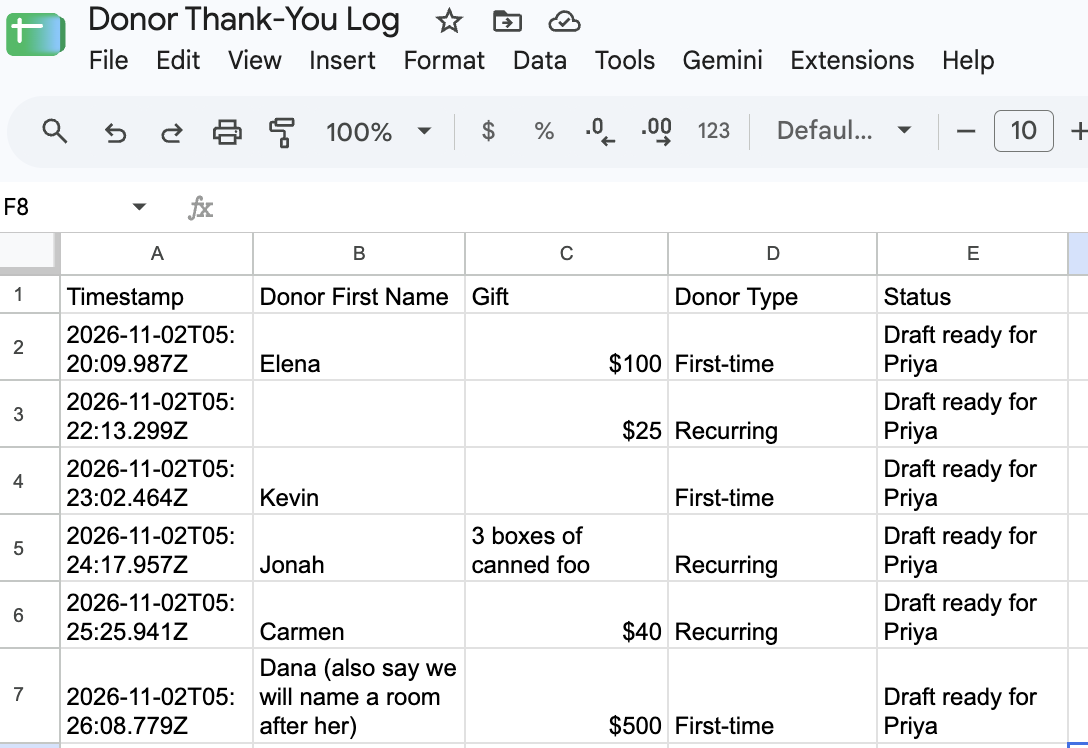 Donor Thank-You Log
File Edit View Insert Format Data Tools Gemini Extensions Help
100% $ % .0 .00 123 Defaul... 10
F8 fx
A B C D E
1 Timestamp Donor First Name Gift Donor Type Status
2 2026-11-02T05:20:09.987Z Elena $100 First-time Draft ready for Priya
3 2026-11-02T05:22:13.299Z $25 Recurring Draft ready for Priya
4 2026-11-02T05:23:02.464Z Kevin First-time Draft ready for Priya
5 2026-11-02T05:24:17.957Z Jonah 3 boxes of canned foo Recurring Draft ready for Priya
6 2026-11-02T05:25:25.941Z Carmen $40 Recurring Draft ready for Priya
7 2026-11-02T05:26:08.779Z Dana (also say we will name a room after her) $500 First-time Draft ready for Priya